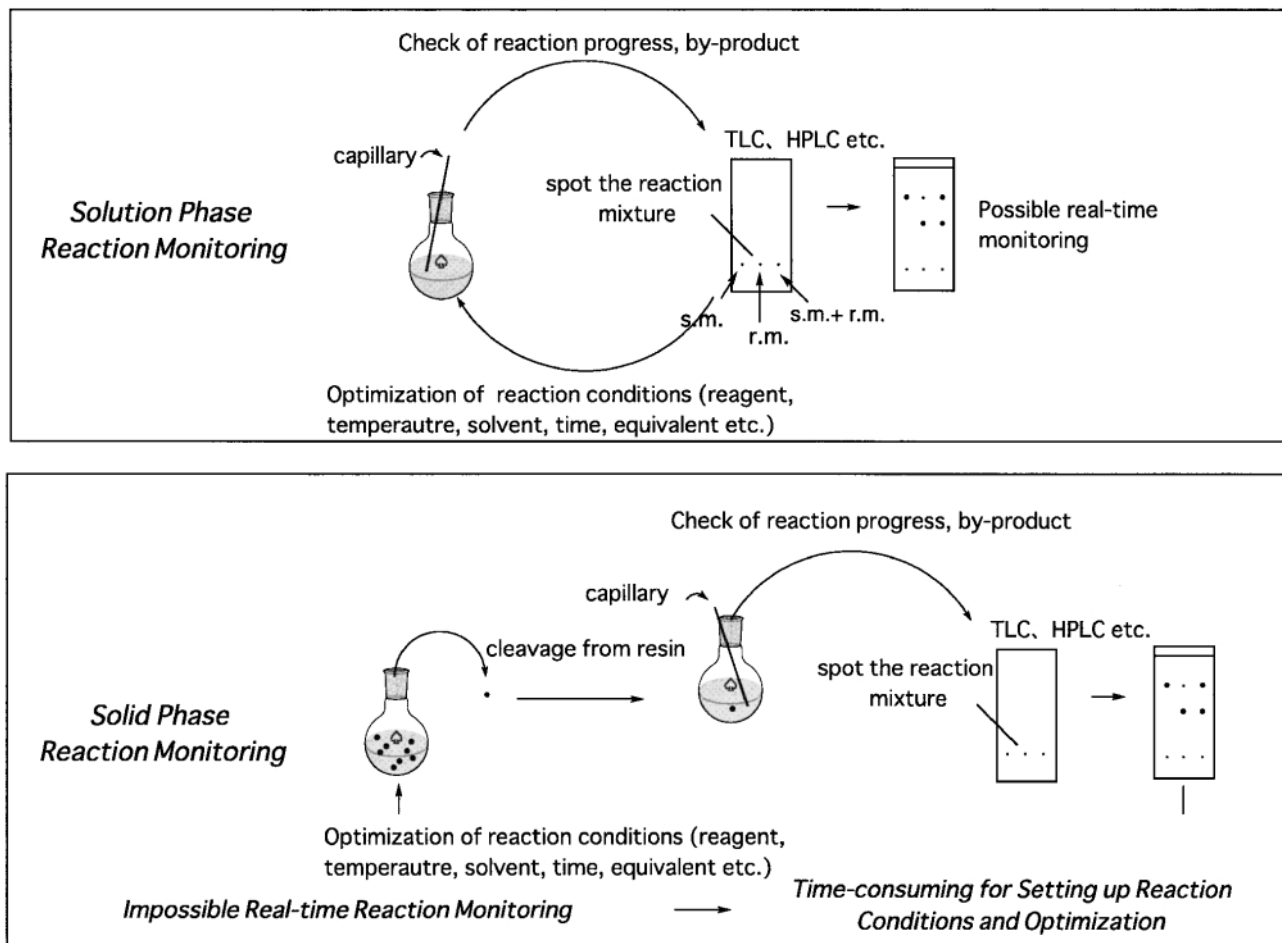 Check of reaction progress, by-product
capillary
TLC、HPLC etc.
spot the reaction
mixture
Solution Phase
Reaction Monitoring
Possible real-time
monitoring
s.m.
r.m.
s.m.+ r.m.
Optimization of reaction conditions (reagent,
temperautre, solvent, time, equivalent etc.)
Check of reaction progress, by-product
capillary
cleavage from resin
TLC、HPLC etc.
spot the reaction
mixture
Solid Phase
Reaction Monitoring
Optimization of reaction conditions (reagent,
temperautre, solvent, time, equivalent etc.)
Impossible Real-time Reaction Monitoring
Time-consuming for Setting up Reaction
Conditions and Optimization